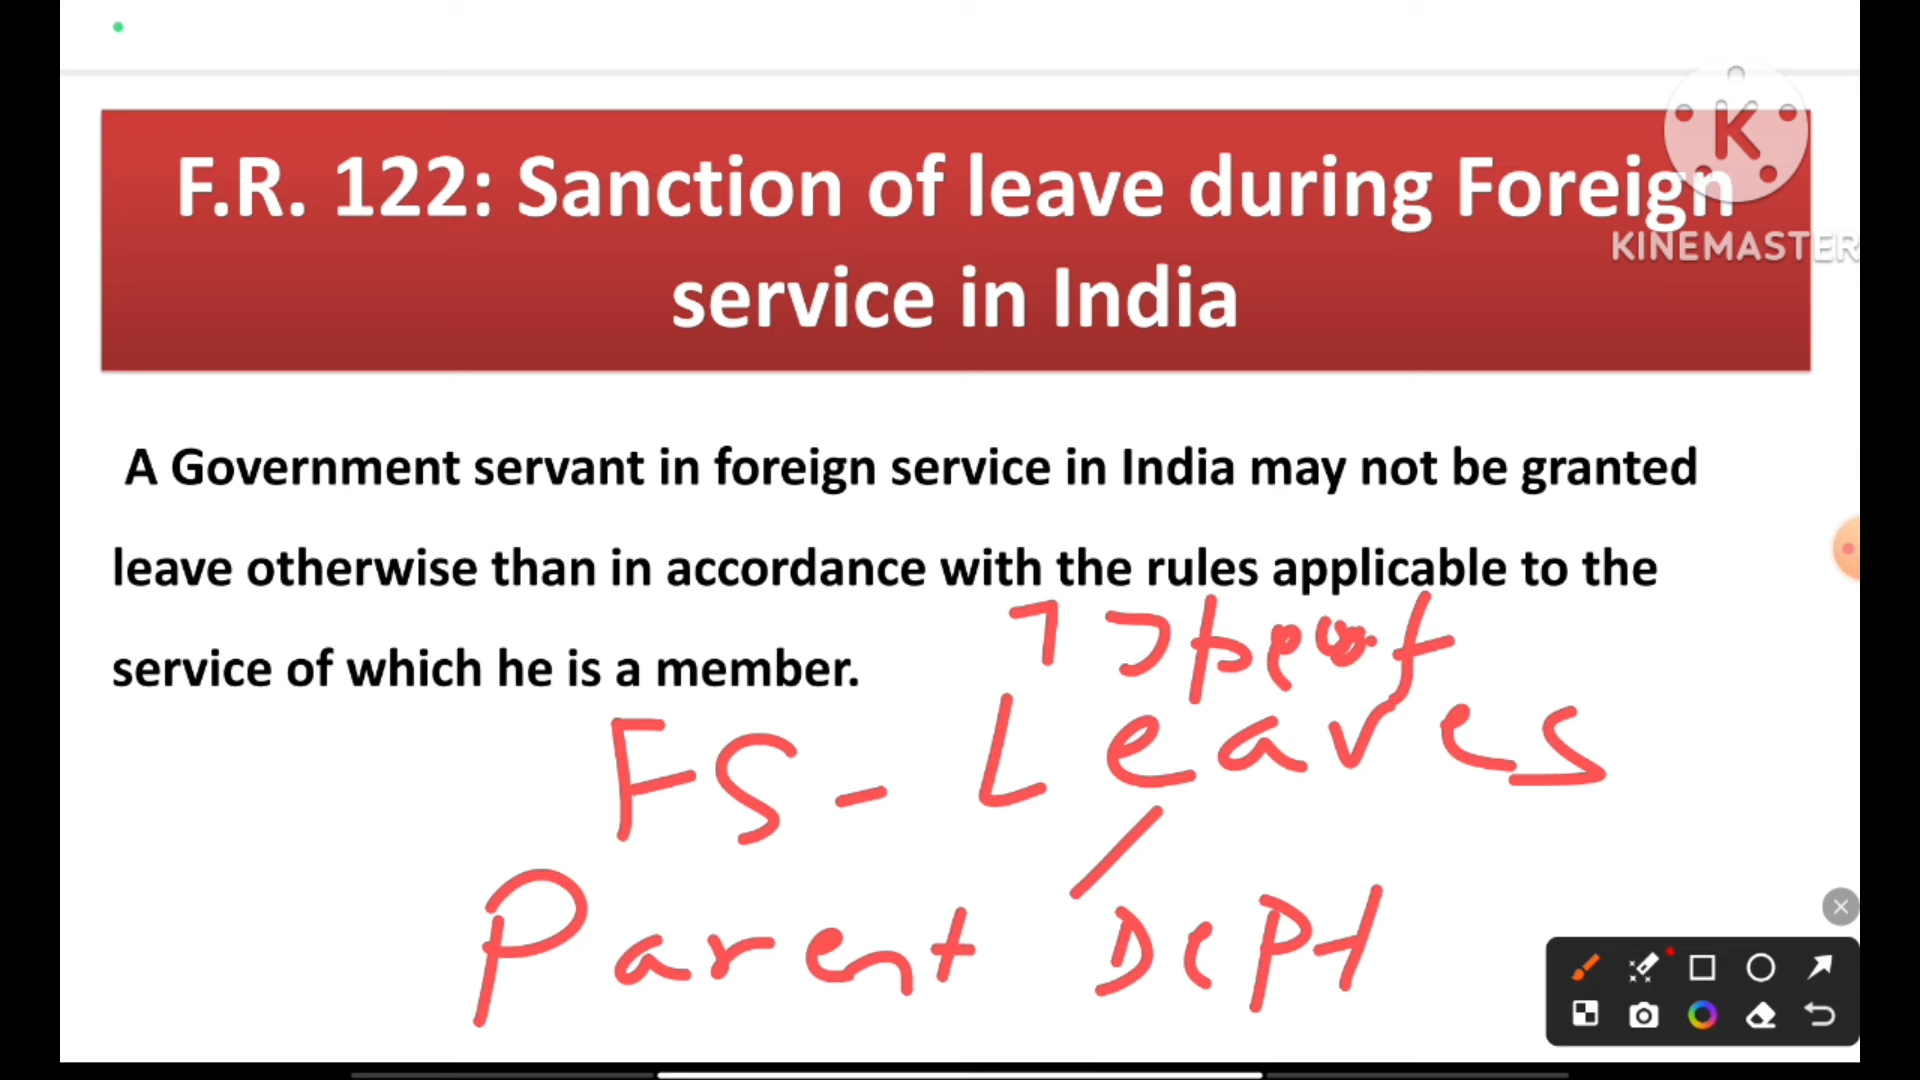 F.R. 122: Sanction of leave during Foreign
service in India
K
KINEMASTER
A Government servant in foreign service in India may not be granted
leave otherwise than in accordance with the rules applicable to the
service of which he is a member.
FS- Leaves
Parent Dept